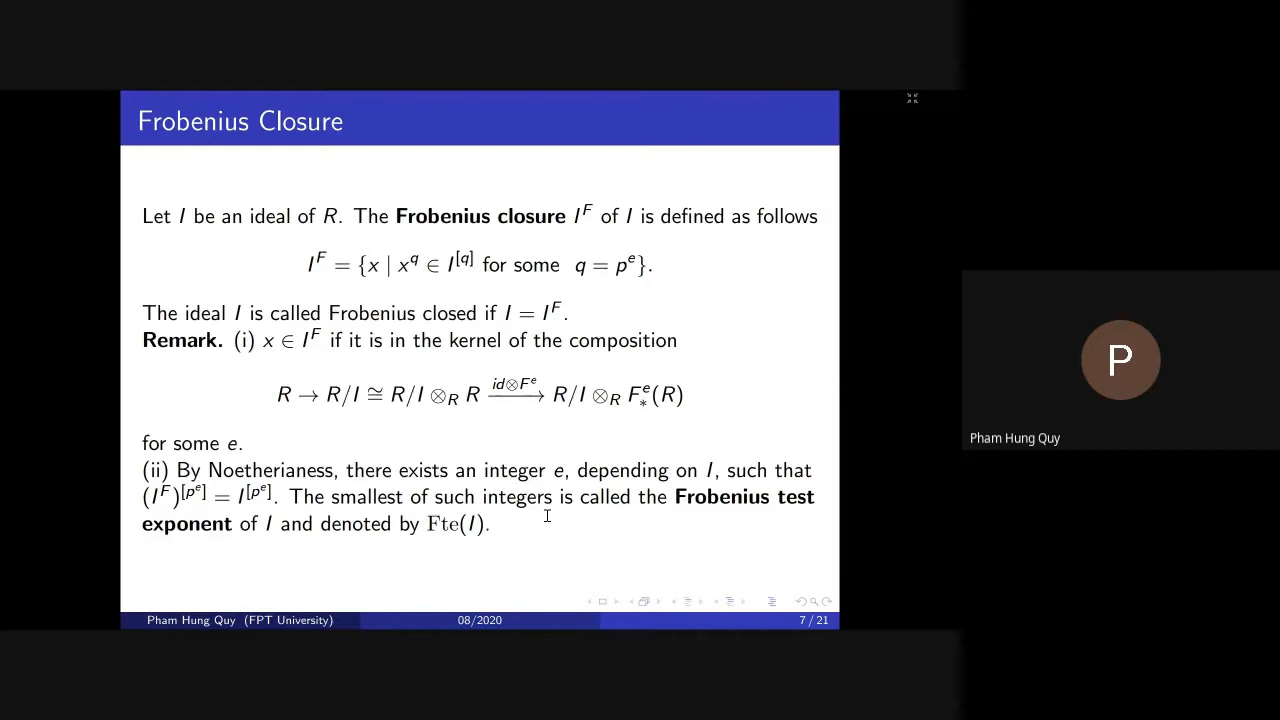 Frobenius Closure
Let I be an ideal of R. The Frobenius closure I^F of I is defined as follows
I^F = {x | x^q ∈ I^[q] for some q = p^e}.
The ideal I is called Frobenius closed if I = I^F.
Remark. (i) x ∈ I^F if it is in the kernel of the composition
R → R/I ≅ R/I ⊗_R R \xrightarrow{id⊗F^e} R/I ⊗_R F^e_*(R)
for some e.
(ii) By Noetherianess, there exists an integer e, depending on I, such that
(I^F)^[p^e] = I^[p^e]. The smallest of such integers is called the Frobenius test
exponent of I and denoted by Fte(I).
Pham Hung Quy (FPT University) 08/2020 7 / 21
P
Pham Hung Quy